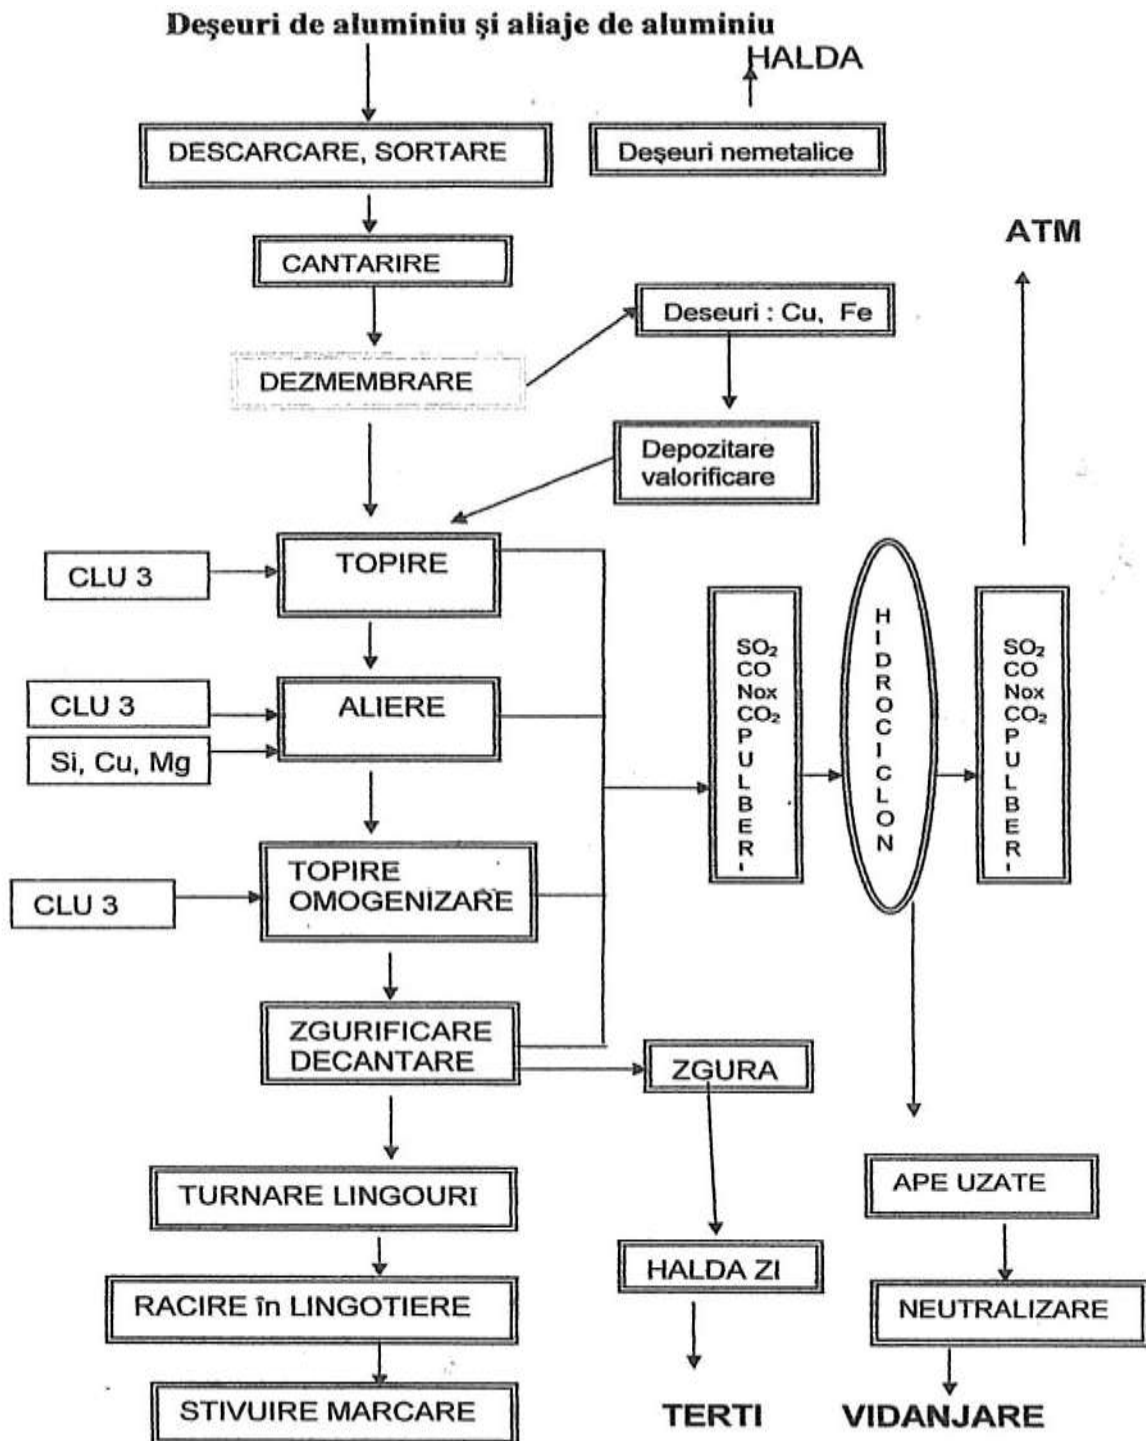 Deşeuri de aluminiu şi aliaje de aluminiu
HALDA
DESCARCARE, SORTARE
Deşeuri nemetalice
ATM
CANTARIRE
Deseuri : Cu, Fe
DEZMEMBRARE
Depozitare
valorificare
CLU 3
TOPIRE
CLU 3
ALIERE
Si, Cu, Mg
SO₂
CO
Nox
CO₂
P
U
L
B
E
R
I
H
I
D
R
O
C
I
C
L
O
N
SO₂
CO
Nox
CO₂
P
U
L
B
E
R
I
CLU 3
TOPIRE
OMOGENIZARE
ZGURIFICARE
DECANTARE
ZGURA
TURNARE LINGOURI
APE UZATE
HALDA ZI
RACIRE în LINGOTIERE
NEUTRALIZARE
STIVUIRE MARCARE
TERTI
VIDANJARE